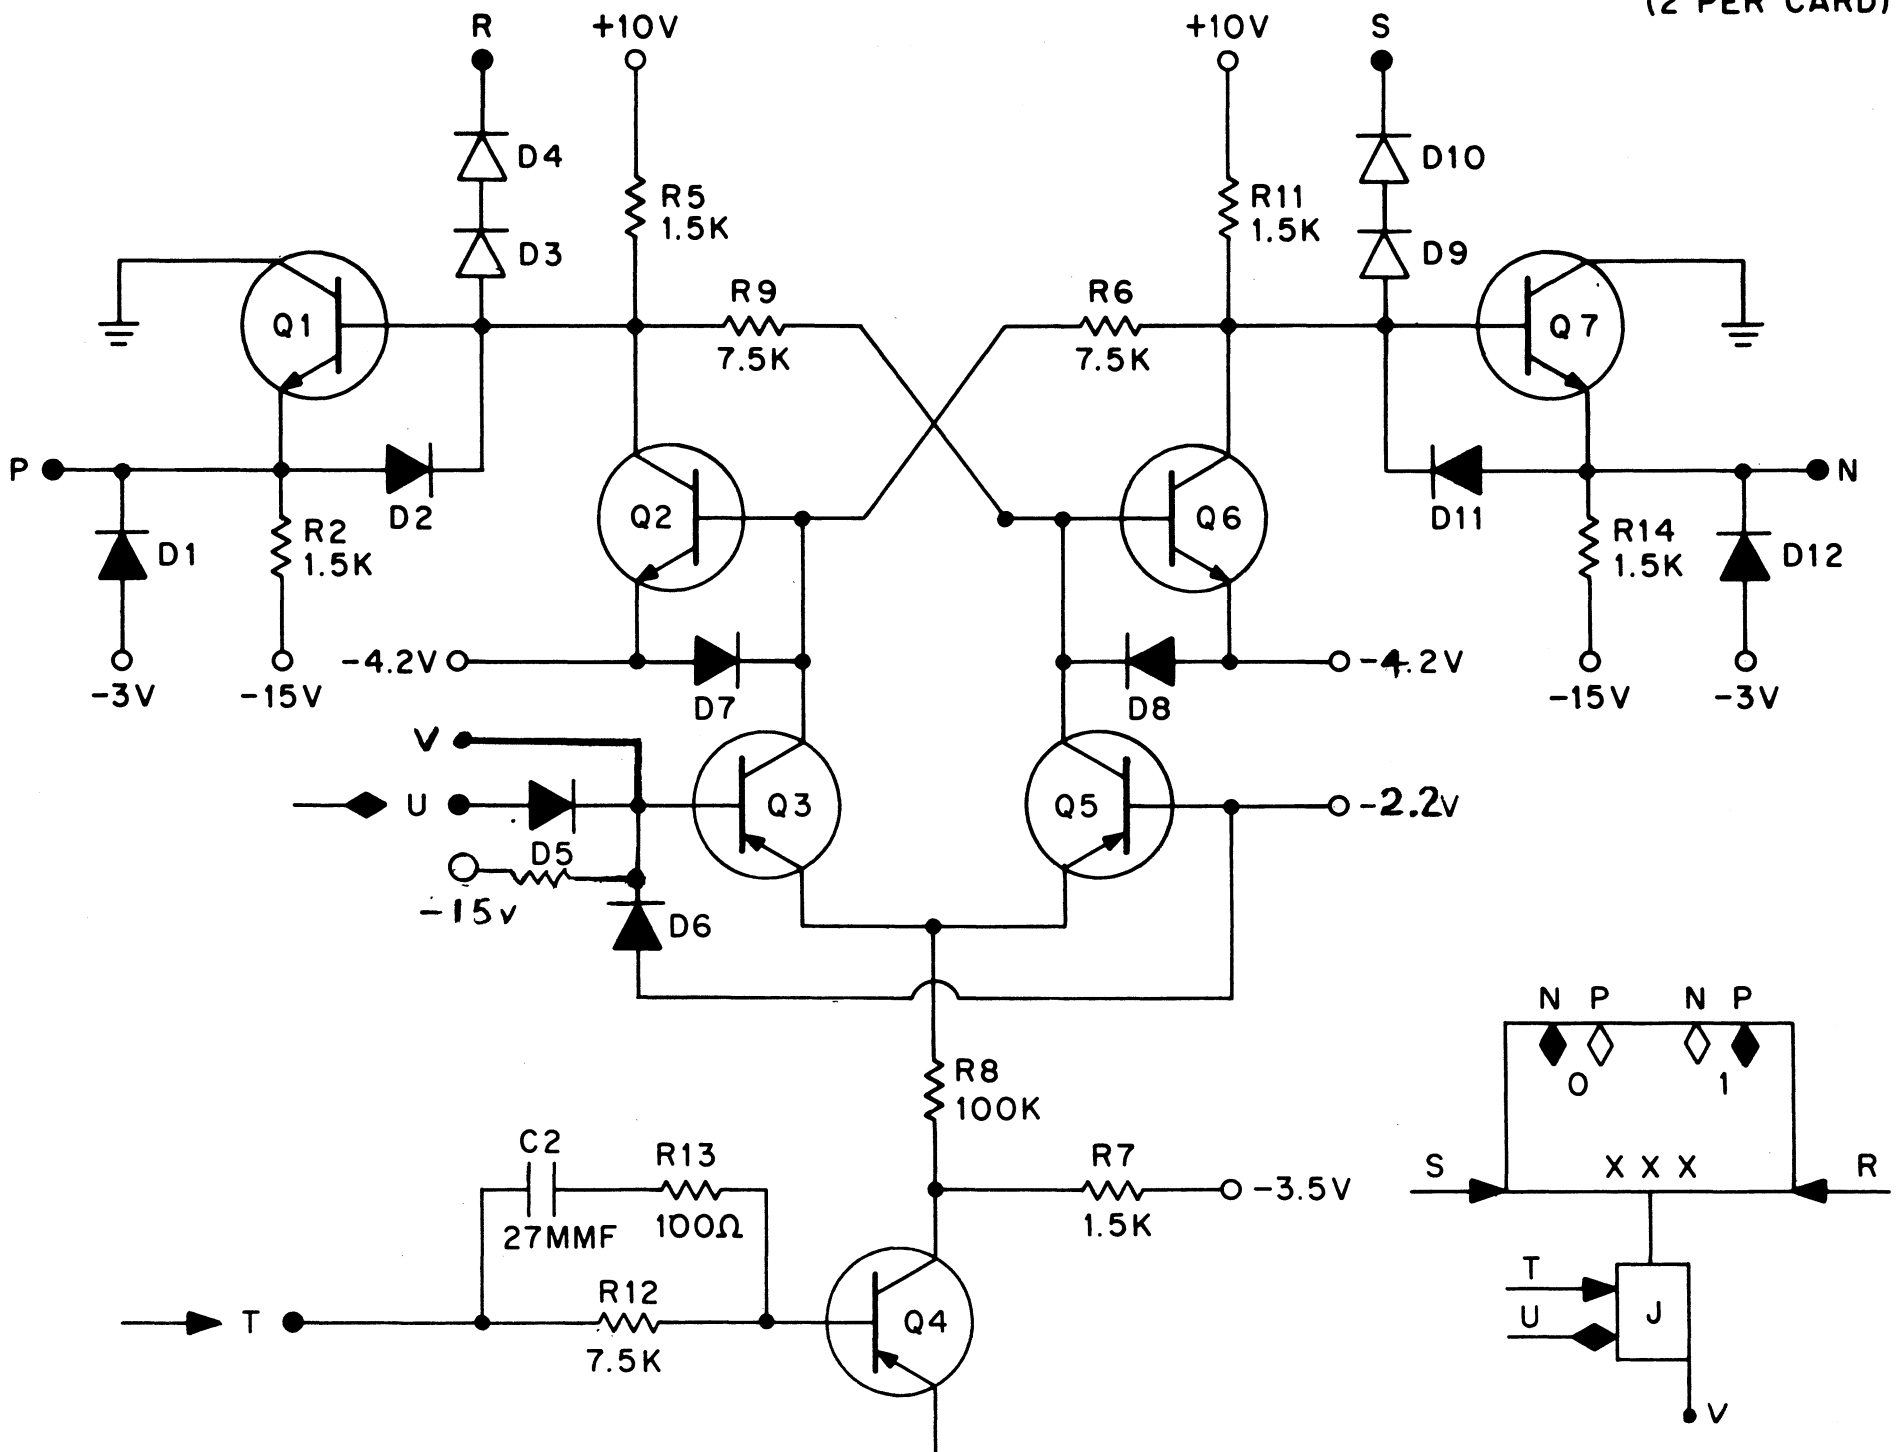 (2 PER CARD)
R +10V +10V S
D4 D10
R5 1.5K
R11 1.5K
D3 D9
Q1 R9 7.5K R6 7.5K Q7
P D2 Q2 Q6 D11 N
D1 R2 1.5K
R14 1.5K D12
-3V -15V -4.2V D7 D8 -4.2V -15V -3V
V
U Q3 Q5 -2.2V
D5
-15v D6
R8 100K
N P N P
0 1
C2 27MMF R13 100Ω R7 1.5K -3.5V
S X X X R
T R12 7.5K Q4
T
U J
V